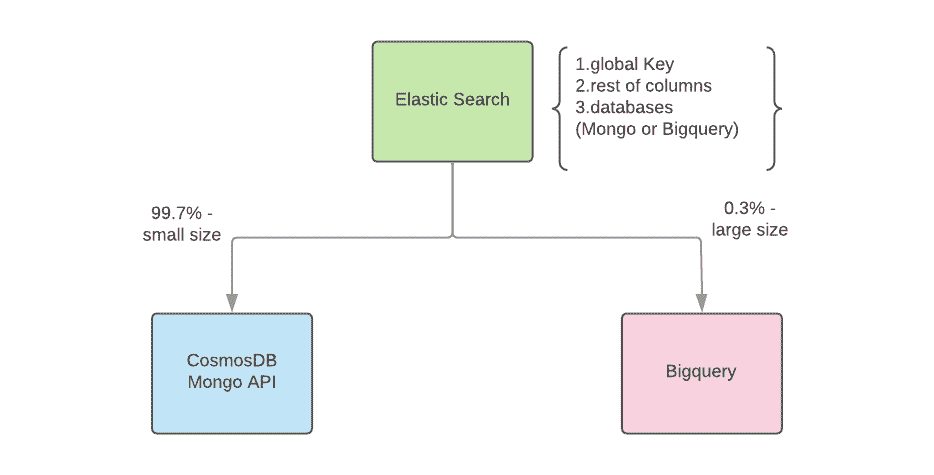 Elastic Search
1.global Key
2.rest of columns
3.databases
(Mongo or Bigquery)
99.7% -
small size
0.3% -
large size
CosmosDB
Mongo API
Bigquery